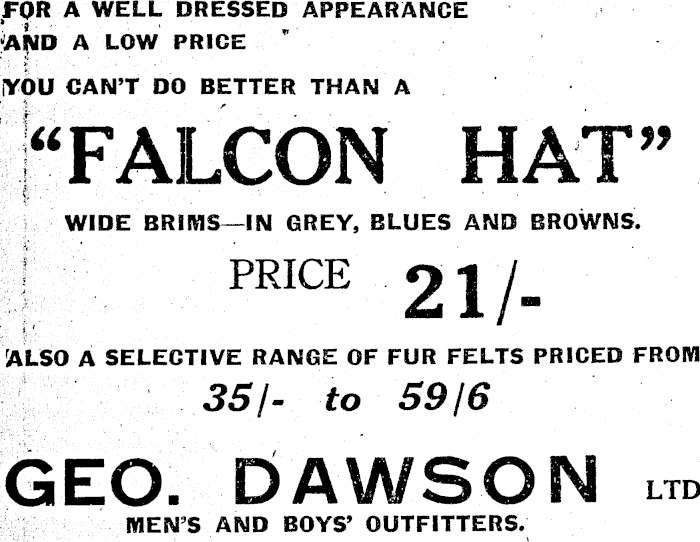 FOR A WELL DRESSED APPEARANCE
AND A LOW PRICE
YOU CAN'T DO BETTER THAN A
“FALCON HAT”
WIDE BRIMS—IN GREY, BLUES AND BROWNS.
PRICE 21/-
ALSO A SELECTIVE RANGE OF FUR FELTS PRICED FROM
35/- to 59/6
GEO. DAWSON LTD
MEN'S AND BOYS' OUTFITTERS.